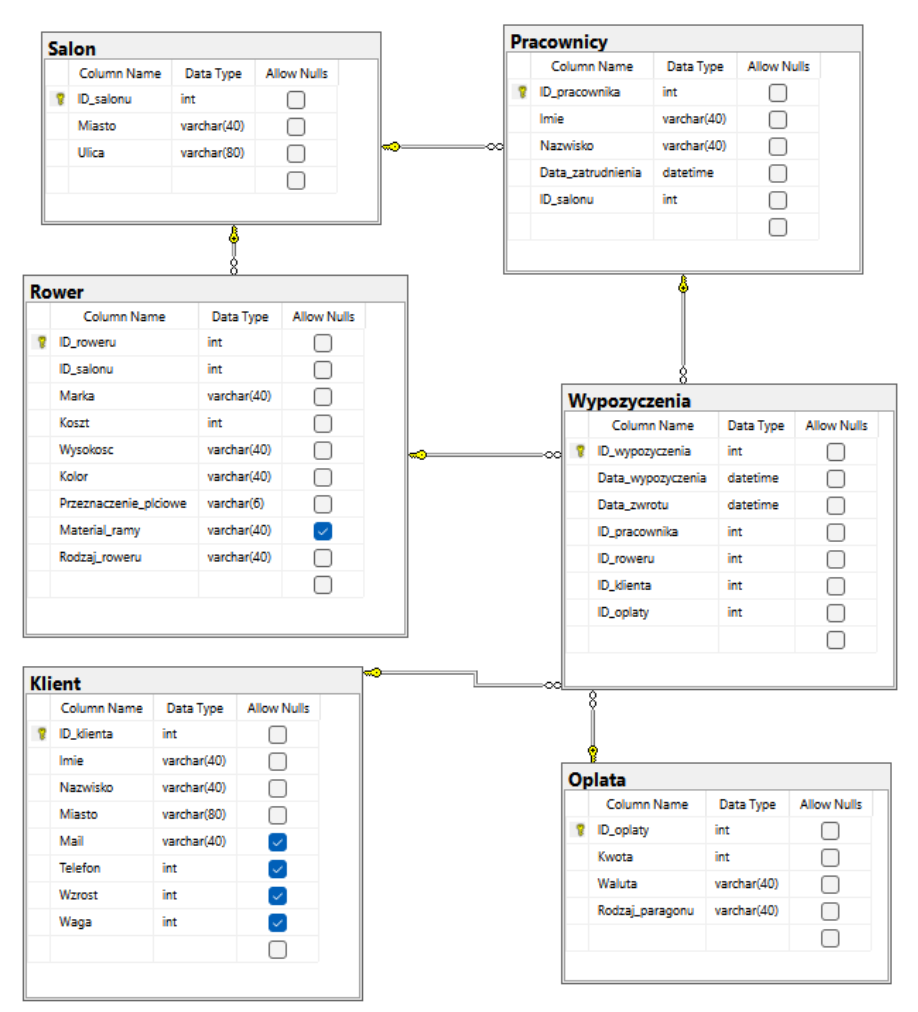 Salon
Column Name Data Type Allow Nulls
ID_salonu int
Miasto varchar(40)
Ulica varchar(80)
Pracownicy
Column Name Data Type Allow Nulls
ID_pracownika int
Imie varchar(40)
Nazwisko varchar(40)
Data_zatrudnienia datetime
ID_salonu int
Rower
Column Name Data Type Allow Nulls
ID_roweru int
ID_salonu int
Marka varchar(40)
Koszt int
Wysokosc varchar(40)
Kolor varchar(40)
Przeznaczenie_plciowe varchar(6)
Material_ramy varchar(40)
Rodzaj_roweru varchar(40)
Wypozyczenia
Column Name Data Type Allow Nulls
ID_wypozyczenia int
Data_wypozyczenia datetime
Data_zwrotu datetime
ID_pracownika int
ID_roweru int
ID_klienta int
ID_oplaty int
Klient
Column Name Data Type Allow Nulls
ID_klienta int
Imie varchar(40)
Nazwisko varchar(40)
Miasto varchar(80)
Mail varchar(40)
Telefon int
Wzrost int
Waga int
Oplata
Column Name Data Type Allow Nulls
ID_oplaty int
Kwota int
Waluta varchar(40)
Rodzaj_paragonu varchar(40)